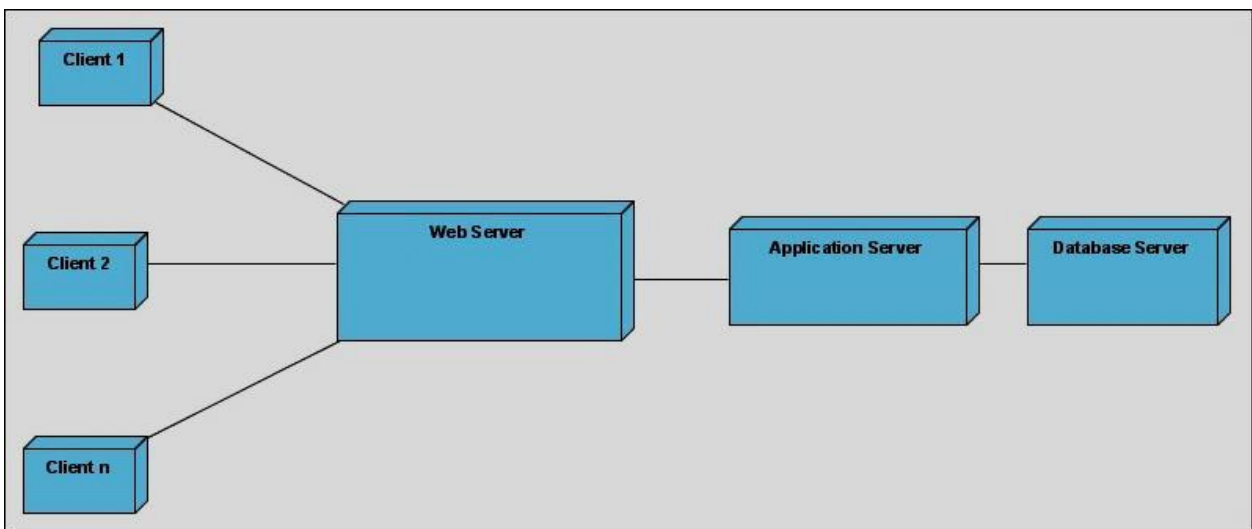 Client 1
Client 2
Client n
Web Server
Application Server
Database Server